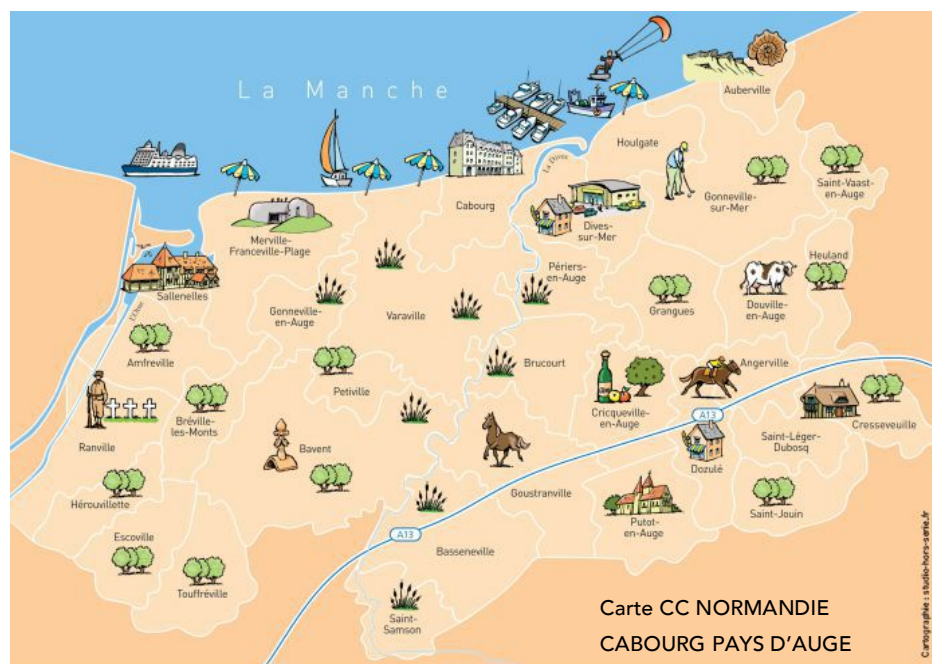 La Manche
Auberville
La Dives
Houlgate
Saint-Vaast-
en-Auge
Gonneville-
sur-Mer
Cabourg
Dives-
sur-Mer
Merville-
Franceville-Plage
Heuland
Périers-
en-Auge
Sallenelles
L'Orne
Gonneville-
en-Auge
Varaville
Grangues
Douville-
en-Auge
Amfreville
Brucourt
Angerville
Petiville
Cricqueville-
en-Auge
A13
Bréville-
les-Monts
Cresseveuille
Ranville
Bavent
Saint-Léger-
Dubosq
Dozulé
Hérouvillette
Goustranville
Putot-
en-Auge
Saint-Jouin
Escoville
A13
Basseneville
Touffréville
Saint-
Samson
Carte CC NORMANDIE
CABOURG PAYS D'AUGE
Cartographie : studio-hors-serie.fr